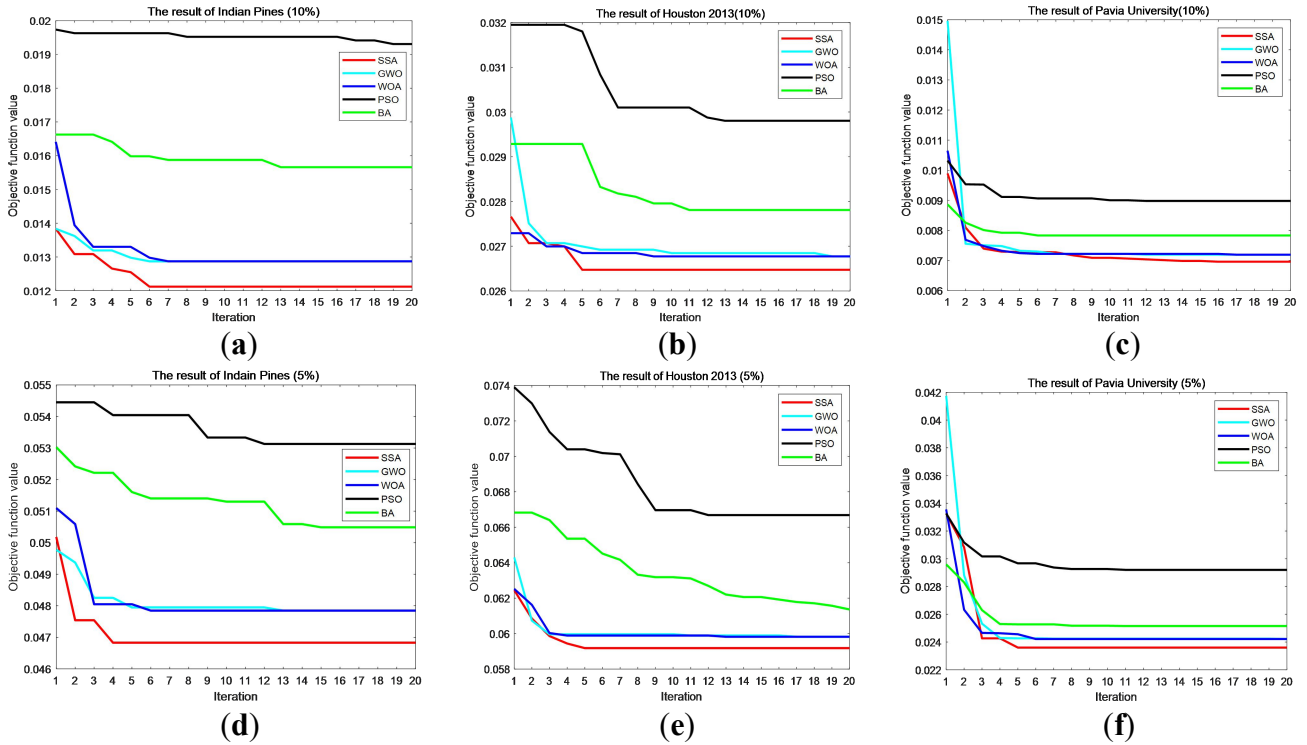 The result of Indian Pines (10%)
Objective function value
0.02
0.019
0.018
0.017
0.016
0.015
0.014
0.013
0.012
SSA
GWO
WOA
PSO
BA
1 2 3 4 5 6 7 8 9 10 11 12 13 14 15 16 17 18 19 20
Iteration
(a)
The result of Houston 2013(10%)
Objective function value
0.032
0.031
0.03
0.029
0.028
0.027
0.026
SSA
GWO
WOA
PSO
BA
1 2 3 4 5 6 7 8 9 10 11 12 13 14 15 16 17 18 19 20
Iteration
(b)
The result of Pavia University(10%)
Objective function value
0.015
0.014
0.013
0.012
0.011
0.01
0.009
0.008
0.007
0.006
SSA
GWO
WOA
PSO
BA
1 2 3 4 5 6 7 8 9 10 11 12 13 14 15 16 17 18 19 20
Iteration
(c)
The result of Indain Pines (5%)
Objective function value
0.055
0.054
0.053
0.052
0.051
0.05
0.049
0.048
0.047
0.046
SSA
GWO
WOA
PSO
BA
1 2 3 4 5 6 7 8 9 10 11 12 13 14 15 16 17 18 19 20
Iteration
(d)
The result of Houston 2013 (5%)
Objective function value
0.074
0.072
0.07
0.068
0.066
0.064
0.062
0.06
0.058
SSA
GWO
WOA
PSO
BA
1 2 3 4 5 6 7 8 9 10 11 12 13 14 15 16 17 18 19 20
Iteration
(e)
The result of Pavia University (5%)
Objective function value
0.042
0.04
0.038
0.036
0.034
0.032
0.03
0.028
0.026
0.024
0.022
SSA
GWO
WOA
PSO
BA
1 2 3 4 5 6 7 8 9 10 11 12 13 14 15 16 17 18 19 20
Iteration
(f)